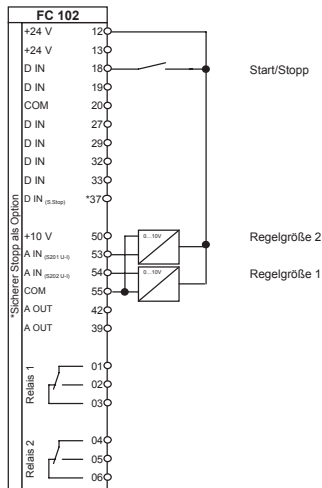 FC 102
+24 V 12
+24 V 13
D IN 18 Start/Stopp
D IN 19
COM 20
D IN 27
D IN 29
D IN 32
D IN 33
D IN (S.Stop) *37
+10 V 50 0...10V Regelgröße 2
A IN (S201 U-I) 53
A IN (S202 U-I) 54 0...10V Regelgröße 1
COM 55
A OUT 42
A OUT 39
*Sicherer Stopp als Option
Relais 1
01
02
03
Relais 2
04
05
06